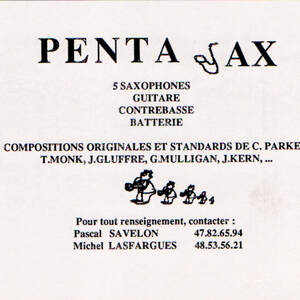 PENTA SAX
5 SAXOPHONES
GUITARE
CONTREBASSE
BATTERIE
COMPOSITIONS ORIGINALES ET STANDARDS DE C. PARKE
T.MONK, J.GLUFFRE, G.MULLIGAN, J.KERN, ...
Pour tout renseignement, contacter :
Pascal SAVELON 47.82.65.94
Michel LASFARGUES 48.53.56.21